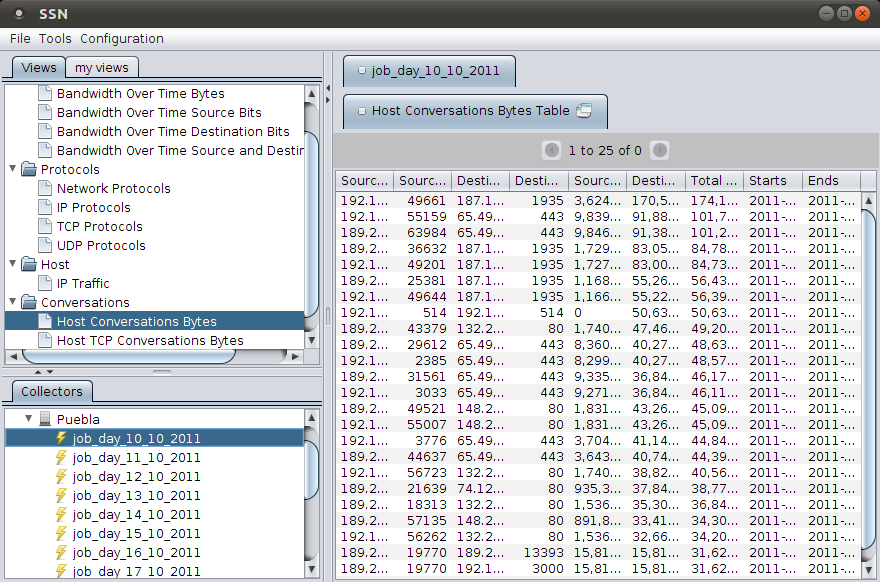 SSN
File Tools Configuration
Views my views
Bandwidth Over Time Bytes
Bandwidth Over Time Source Bits
Bandwidth Over Time Destination Bits
Bandwidth Over Time Source and Destin
Protocols
Network Protocols
IP Protocols
TCP Protocols
UDP Protocols
Host
IP Traffic
Conversations
Host Conversations Bytes
Host TCP Conversations Bytes
Collectors
Puebla
job_day_10_10_2011
job_day_11_10_2011
job_day_12_10_2011
job_day_13_10_2011
job_day_14_10_2011
job_day_15_10_2011
job_day_16_10_2011
job_day_17_10_2011
job_day_10_10_2011
Host Conversations Bytes Table
1 to 25 of 0
Sourc... Sourc... Desti... Desti... Sourc... Desti... Total ... Starts Ends
192.1... 49661 187.1... 1935 3,624... 170,5... 174,1... 2011-... 2011-...
192.1... 55159 65.49... 443 9,839... 91,88... 101,7... 2011-... 2011-...
189.2... 63984 65.49... 443 9,846... 91,38... 101,2... 2011-... 2011-...
189.2... 36632 187.1... 1935 1,729... 83,05... 84,78... 2011-... 2011-...
192.1... 49201 187.1... 1935 1,727... 83,00... 84,73... 2011-... 2011-...
189.2... 25381 187.1... 1935 1,168... 55,26... 56,43... 2011-... 2011-...
192.1... 49644 187.1... 1935 1,166... 55,22... 56,39... 2011-... 2011-...
192.1... 514 192.1... 514 0 50,63... 50,63... 2011-... 2011-...
189.2... 43379 132.2... 80 1,740... 47,46... 49,20... 2011-... 2011-...
189.2... 29612 65.49... 443 8,360... 40,27... 48,63... 2011-... 2011-...
192.1... 2385 65.49... 443 8,299... 40,27... 48,57... 2011-... 2011-...
189.2... 31561 65.49... 443 9,335... 36,84... 46,17... 2011-... 2011-...
192.1... 3033 65.49... 443 9,271... 36,84... 46,11... 2011-... 2011-...
189.2... 49521 148.2... 80 1,831... 43,26... 45,09... 2011-... 2011-...
192.1... 55007 148.2... 80 1,831... 43,26... 45,09... 2011-... 2011-...
192.1... 3776 65.49... 443 3,704... 41,14... 44,84... 2011-... 2011-...
189.2... 44637 65.49... 443 3,643... 40,74... 44,39... 2011-... 2011-...
192.1... 56723 132.2... 80 1,740... 38,82... 40,56... 2011-... 2011-...
189.2... 21639 74.12... 80 935,3... 37,84... 38,77... 2011-... 2011-...
189.2... 18313 132.2... 80 1,536... 35,30... 36,84... 2011-... 2011-...
189.2... 57135 148.2... 80 891,8... 33,41... 34,30... 2011-... 2011-...
192.1... 56262 132.2... 80 1,536... 32,66... 34,20... 2011-... 2011-...
189.2... 19770 189.2... 13393 15,81... 15,81... 31,62... 2011-... 2011-...
189.2... 19770 192.1... 3000 15,81... 15,81... 31,62... 2011-... 2011-...